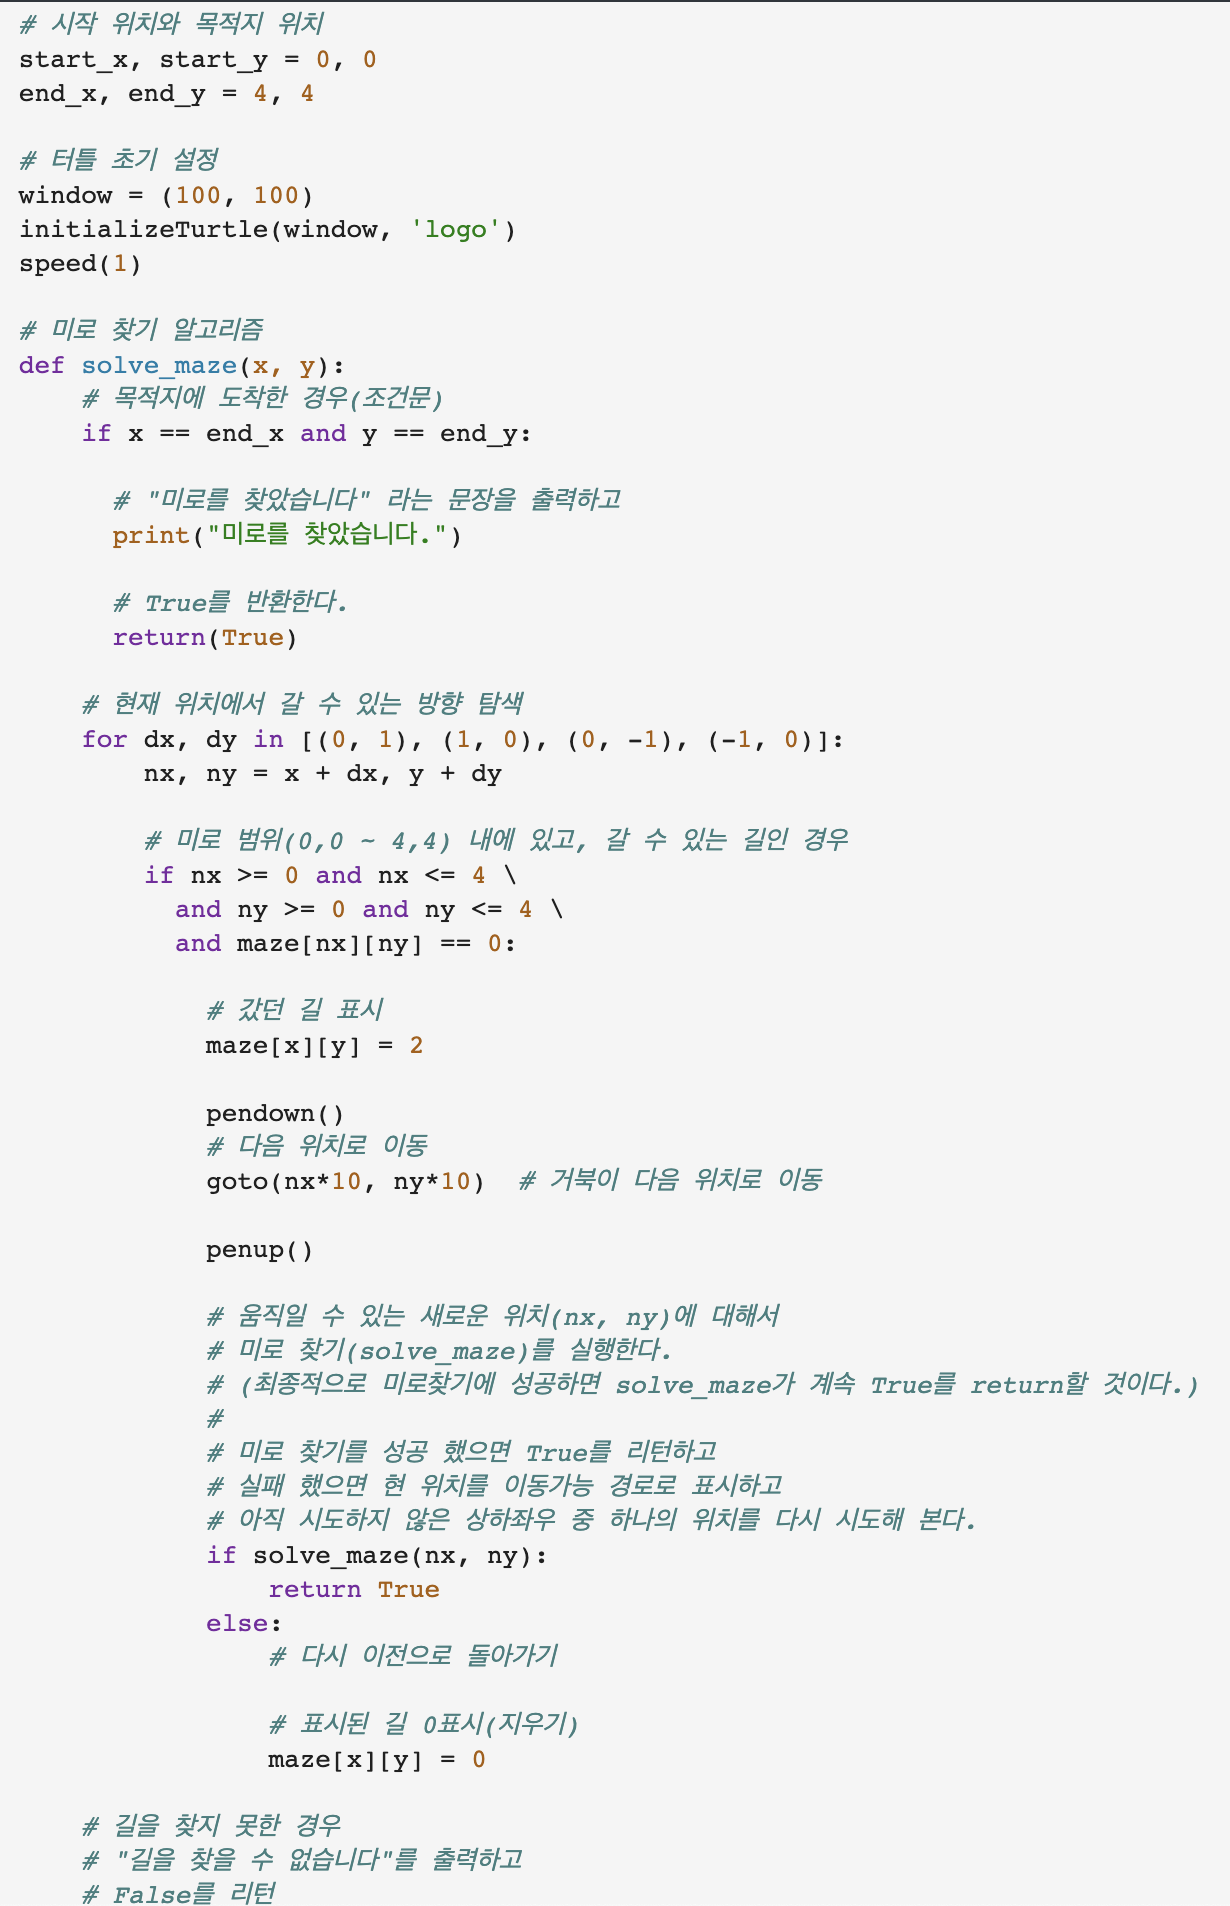 # 시작 위치와 목적지 위치
start_x, start_y = 0, 0
end_x, end_y = 4, 4
# 터틀 초기 설정
window = (100, 100)
initializeTurtle(window, 'logo')
speed(1)
# 미로 찾기 알고리즘
def solve_maze(x, y):
    # 목적지에 도착한 경우(조건문)
    if x == end_x and y == end_y:
      # "미로를 찾았습니다" 라는 문장을 출력하고
      print("미로를 찾았습니다.")
      # True를 반환한다.
      return(True)
    # 현재 위치에서 갈 수 있는 방향 탐색
    for dx, dy in [(0, 1), (1, 0), (0, -1), (-1, 0)]:
        nx, ny = x + dx, y + dy
        # 미로 범위(0,0 ~ 4,4) 내에 있고, 갈 수 있는 길인 경우
        if nx >= 0 and nx <= 4 \
          and ny >= 0 and ny <= 4 \
          and maze[nx][ny] == 0:
            # 갔던 길 표시
            maze[x][y] = 2
            pendown()
            # 다음 위치로 이동
            goto(nx*10, ny*10)  # 거북이 다음 위치로 이동
            penup()
            # 움직일 수 있는 새로운 위치(nx, ny)에 대해서
            # 미로 찾기(solve_maze)를 실행한다.
            # (최종적으로 미로찾기에 성공하면 solve_maze가 계속 True를 return할 것이다.)
            #
            # 미로 찾기를 성공 했으면 True를 리턴하고
            # 실패 했으면 현 위치를 이동가능 경로로 표시하고
            # 아직 시도하지 않은 상하좌우 중 하나의 위치를 다시 시도해 본다.
            if solve_maze(nx, ny):
                return True
            else:
                # 다시 이전으로 돌아가기
                # 표시된 길 0표시(지우기)
                maze[x][y] = 0
    # 길을 찾지 못한 경우
    # "길을 찾을 수 없습니다"를 출력하고
    # False를 리턴